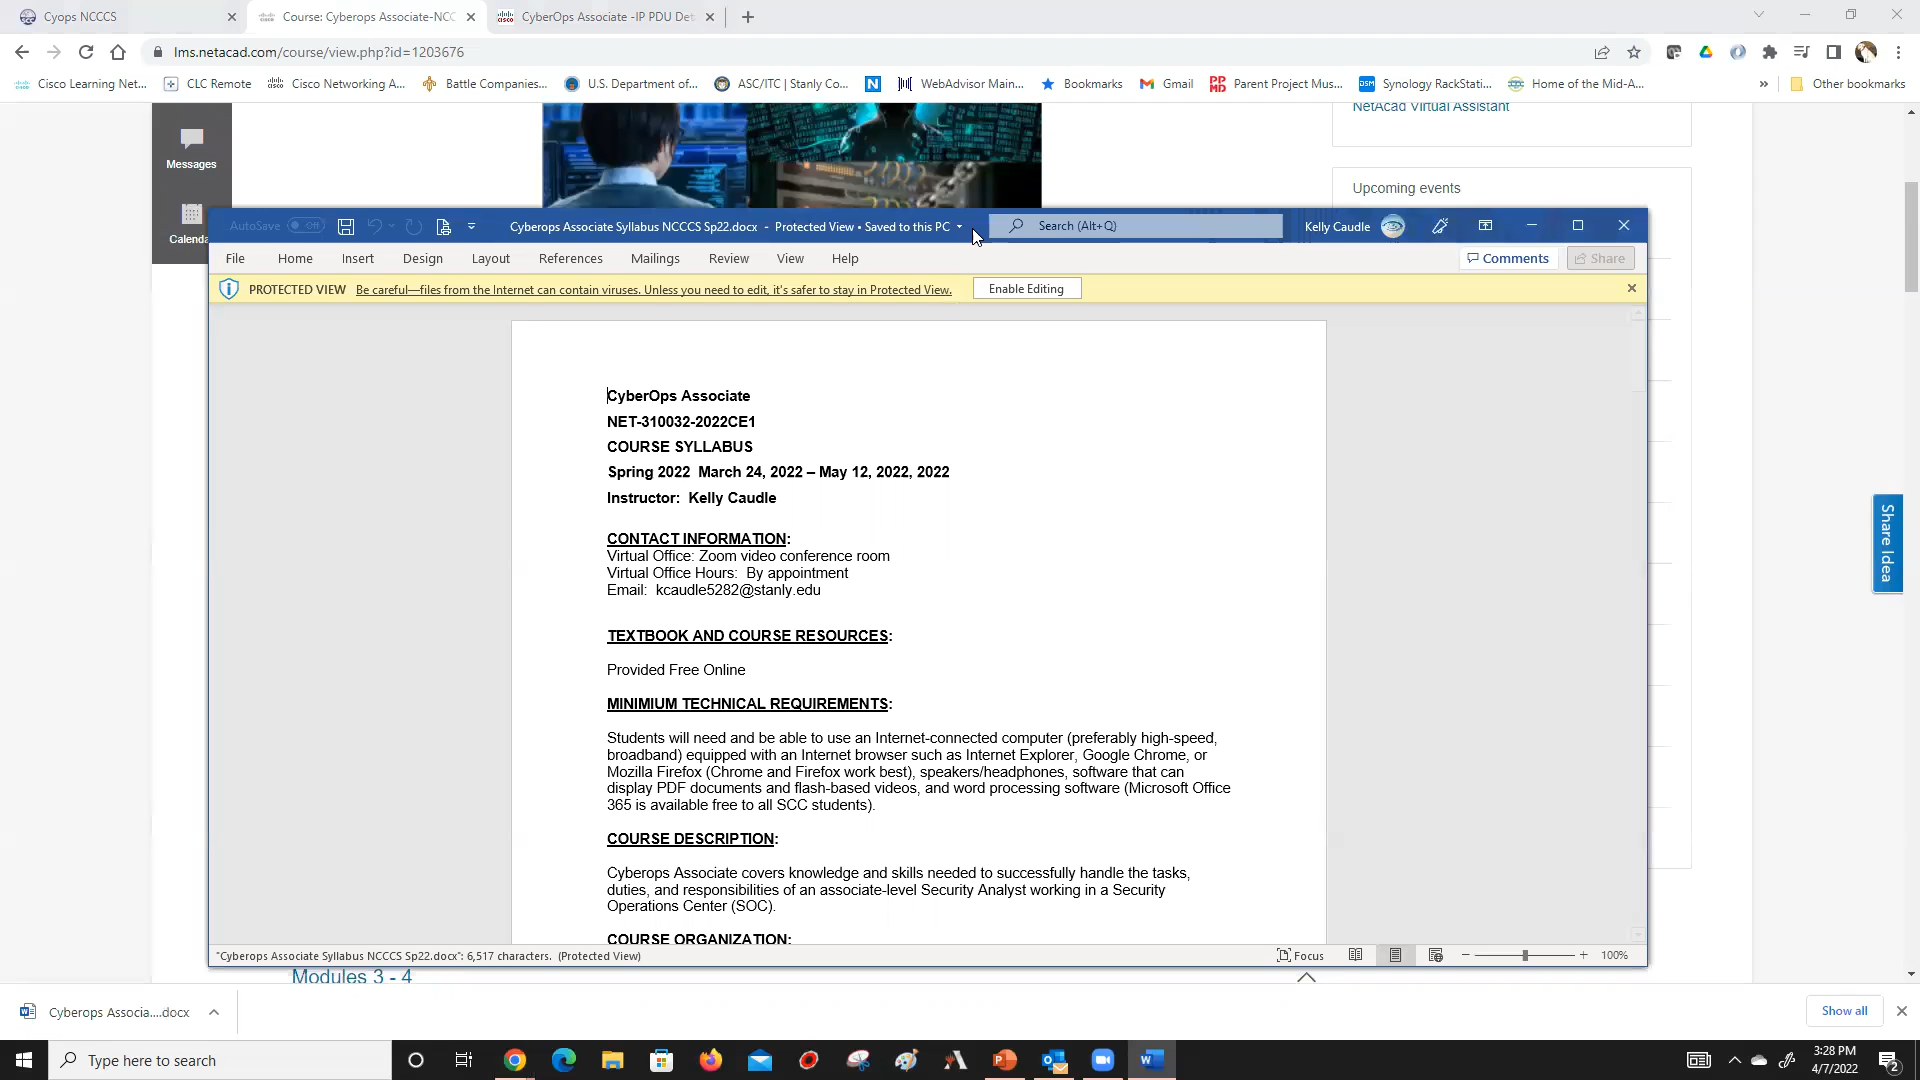 Cyops NCCCS
Course: Cyberops Associate-NCC
CyberOps Associate -IP PDU Det
lms.netacad.com/course/view.php?id=1203676
Cisco Learning Net...
CLC Remote
Cisco Networking A...
Battle Companies...
U.S. Department of...
ASC/ITC | Stanly Co...
WebAdvisor Main...
Bookmarks
Gmail
Parent Project Mus...
Synology RackStati...
Home of the Mid-A...
»
Other bookmarks
NetAcad Virtual Assistant
Messages
Upcoming events
Calenda
AutoSave Off
Cyberops Associate Syllabus NCCCS Sp22.docx - Protected View • Saved to this PC
Search (Alt+Q)
Kelly Caudle
File Home Insert Design Layout References Mailings Review View Help
Comments
Share
PROTECTED VIEW Be careful—files from the Internet can contain viruses. Unless you need to edit, it's safer to stay in Protected View.
Enable Editing
CyberOps Associate
NET-310032-2022CE1
COURSE SYLLABUS
Spring 2022 March 24, 2022 – May 12, 2022, 2022
Instructor: Kelly Caudle
CONTACT INFORMATION:
Virtual Office: Zoom video conference room
Virtual Office Hours: By appointment
Email: kcaudle5282@stanly.edu
TEXTBOOK AND COURSE RESOURCES:
Provided Free Online
MINIMIUM TECHNICAL REQUIREMENTS:
Students will need and be able to use an Internet-connected computer (preferably high-speed,
broadband) equipped with an Internet browser such as Internet Explorer, Google Chrome, or
Mozilla Firefox (Chrome and Firefox work best), speakers/headphones, software that can
display PDF documents and flash-based videos, and word processing software (Microsoft Office
365 is available free to all SCC students).
COURSE DESCRIPTION:
Cyberops Associate covers knowledge and skills needed to successfully handle the tasks,
duties, and responsibilities of an associate-level Security Analyst working in a Security
Operations Center (SOC).
COURSE ORGANIZATION:
Share Idea
"Cyberops Associate Syllabus NCCCS Sp22.docx": 6,517 characters. (Protected View)
Focus
100%
Modules 3 - 4
Cyberops Associa....docx
Show all
Type here to search
3:28 PM
4/7/2022
2